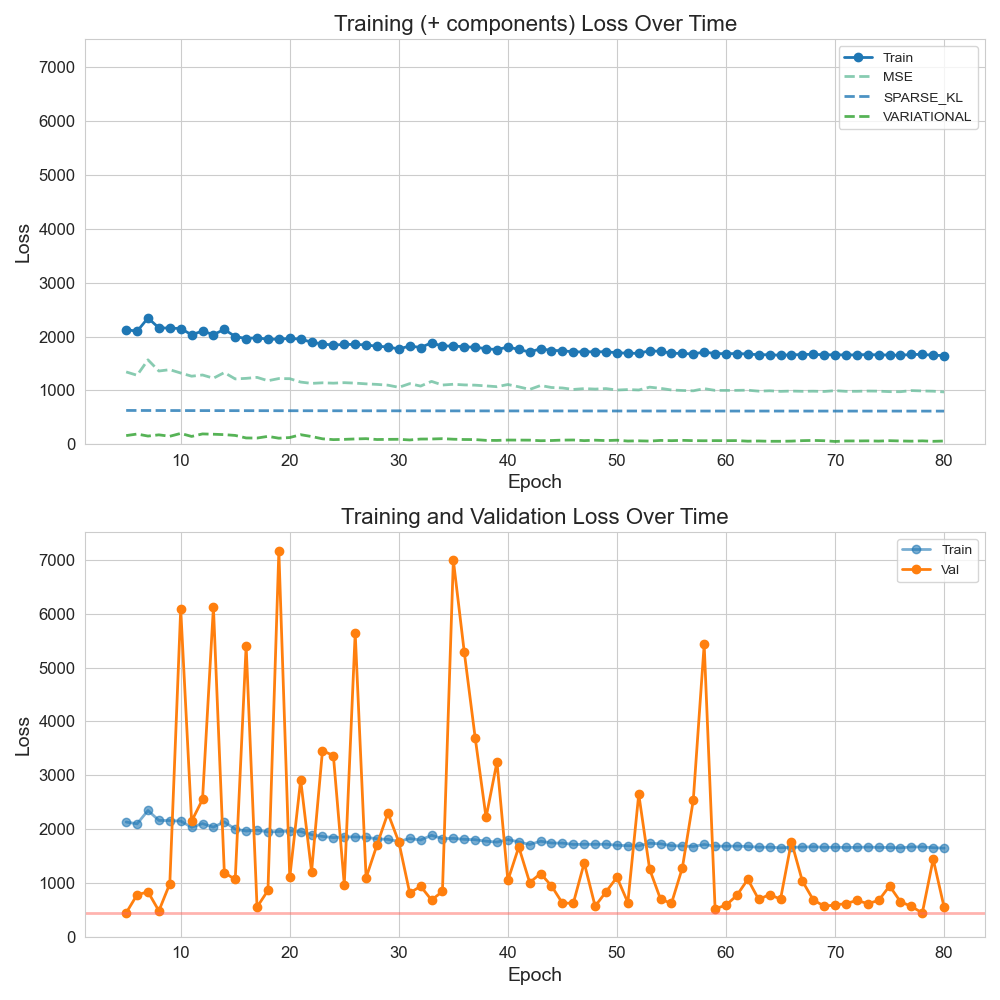 Training (+ components) Loss Over Time
7000
6000
5000
4000
3000
2000
1000
0
Loss
Train
MSE
SPARSE_KL
VARIATIONAL
10 20 30 40 50 60 70 80
Epoch
Training and Validation Loss Over Time
7000
6000
5000
4000
3000
2000
1000
0
Loss
Train
Val
10 20 30 40 50 60 70 80
Epoch